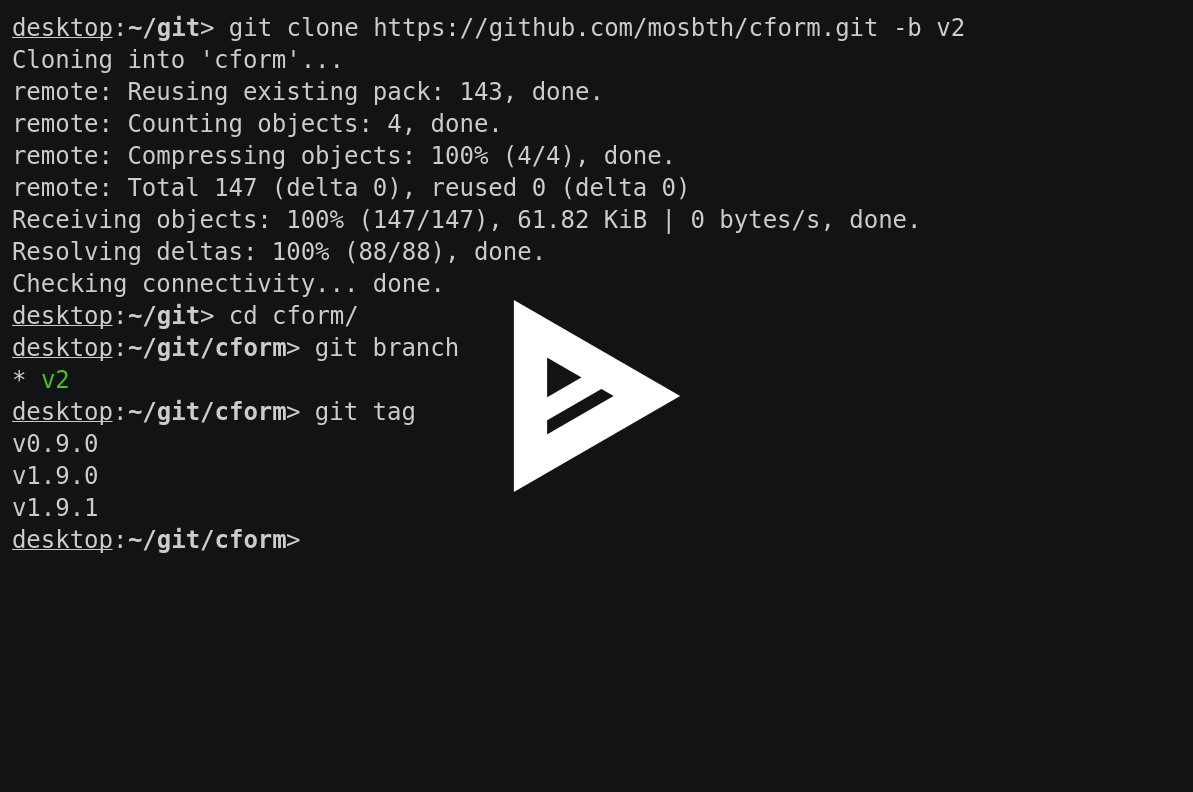 desktop:~/git> git clone https://github.com/mosbth/cform.git -b v2
Cloning into 'cform'...
remote: Reusing existing pack: 143, done.
remote: Counting objects: 4, done.
remote: Compressing objects: 100% (4/4), done.
remote: Total 147 (delta 0), reused 0 (delta 0)
Receiving objects: 100% (147/147), 61.82 KiB | 0 bytes/s, done.
Resolving deltas: 100% (88/88), done.
Checking connectivity... done.
desktop:~/git> cd cform/
desktop:~/git/cform> git branch
* v2
desktop:~/git/cform> git tag
v0.9.0
v1.9.0
v1.9.1
desktop:~/git/cform>